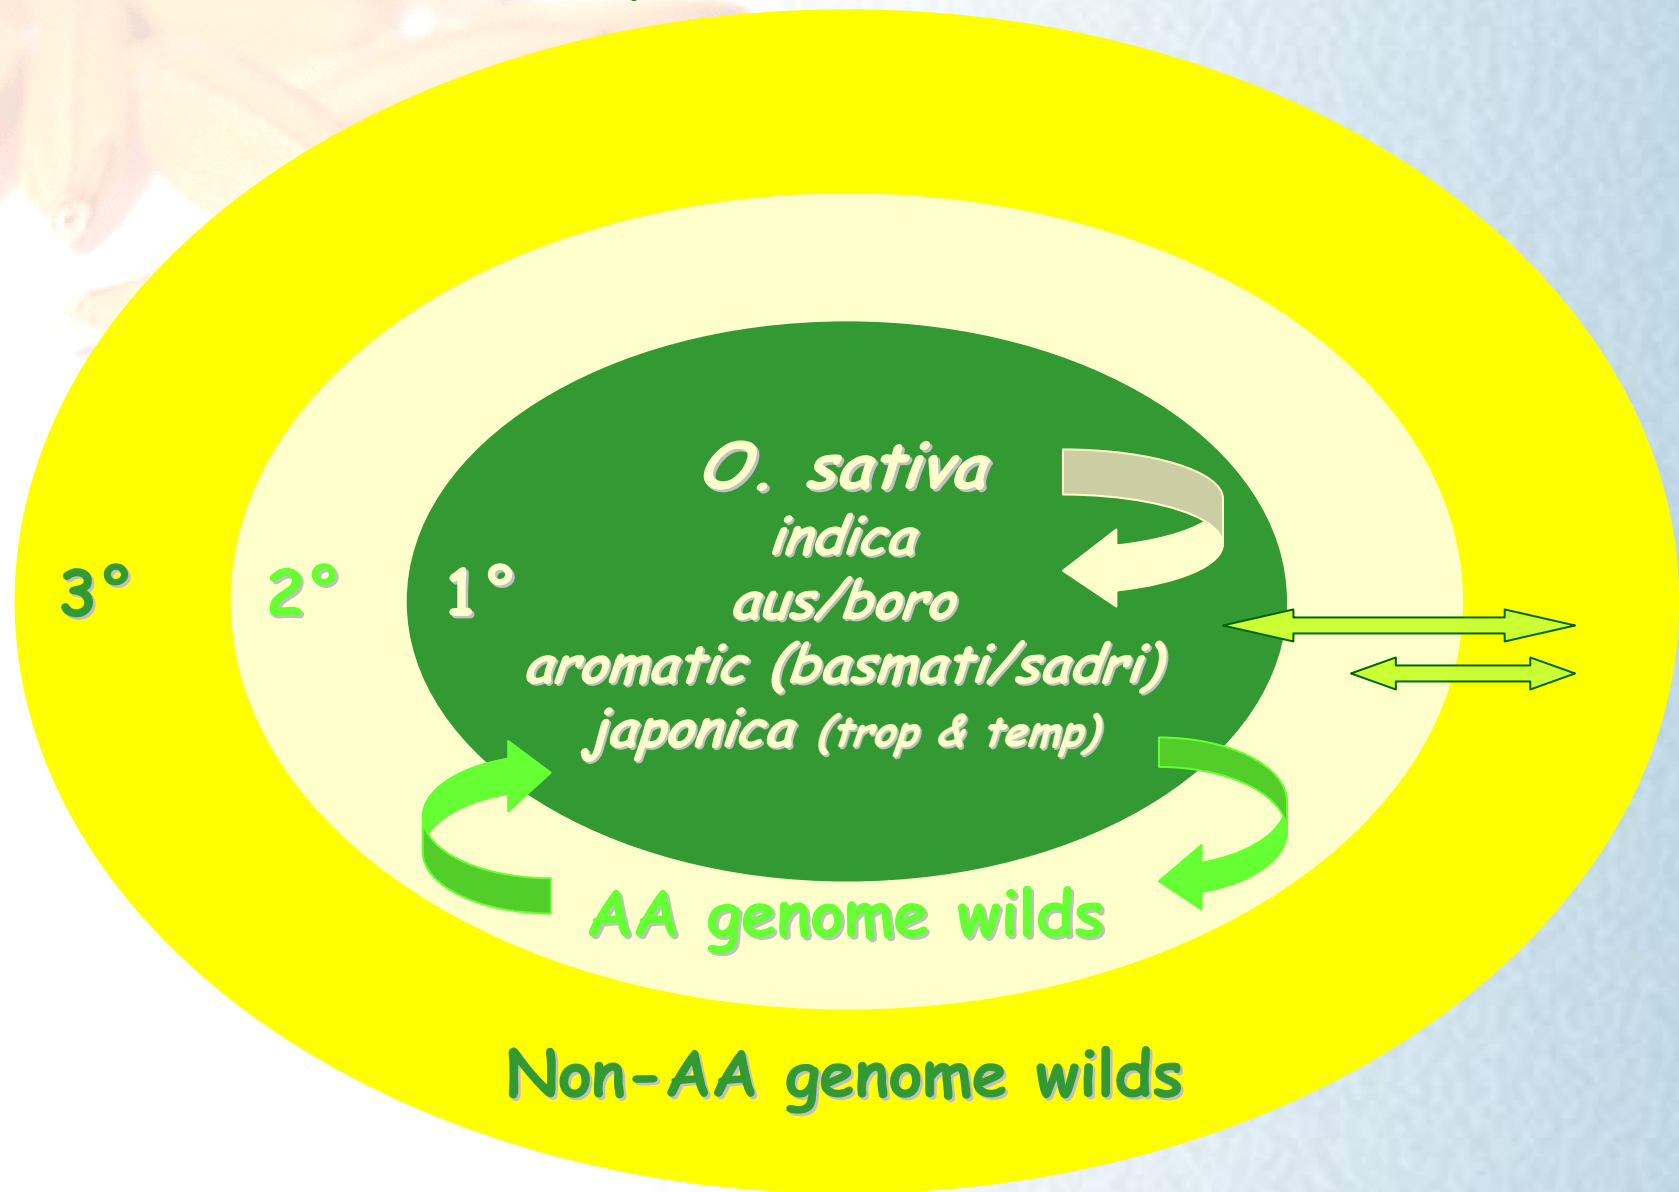 O. sativa
indica
aus/boro
3° 2° 1°
aromatic (basmati/sadri)
japonica (trop & temp)
AA genome wilds
Non-AA genome wilds